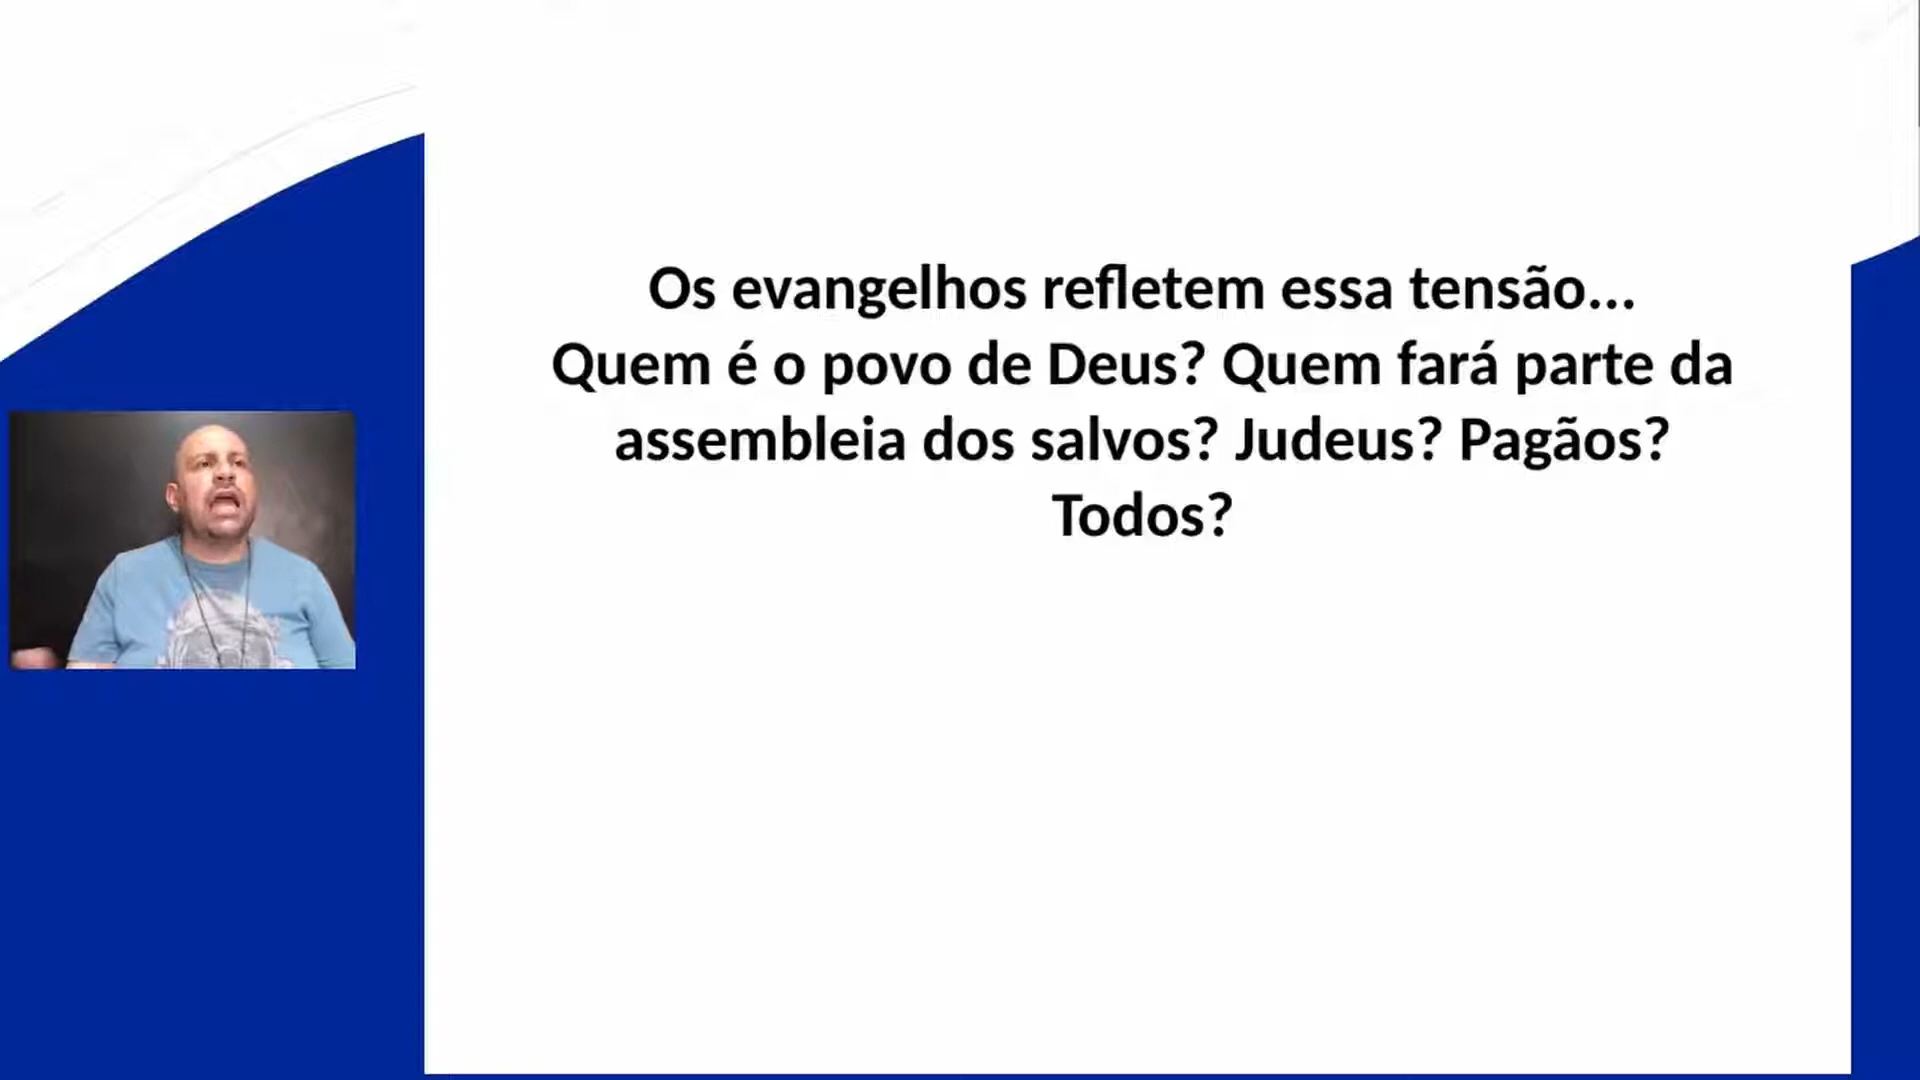 Os evangelhos refletem essa tensão...
Quem é o povo de Deus? Quem fará parte da
assembleia dos salvos? Judeus? Pagãos?
Todos?